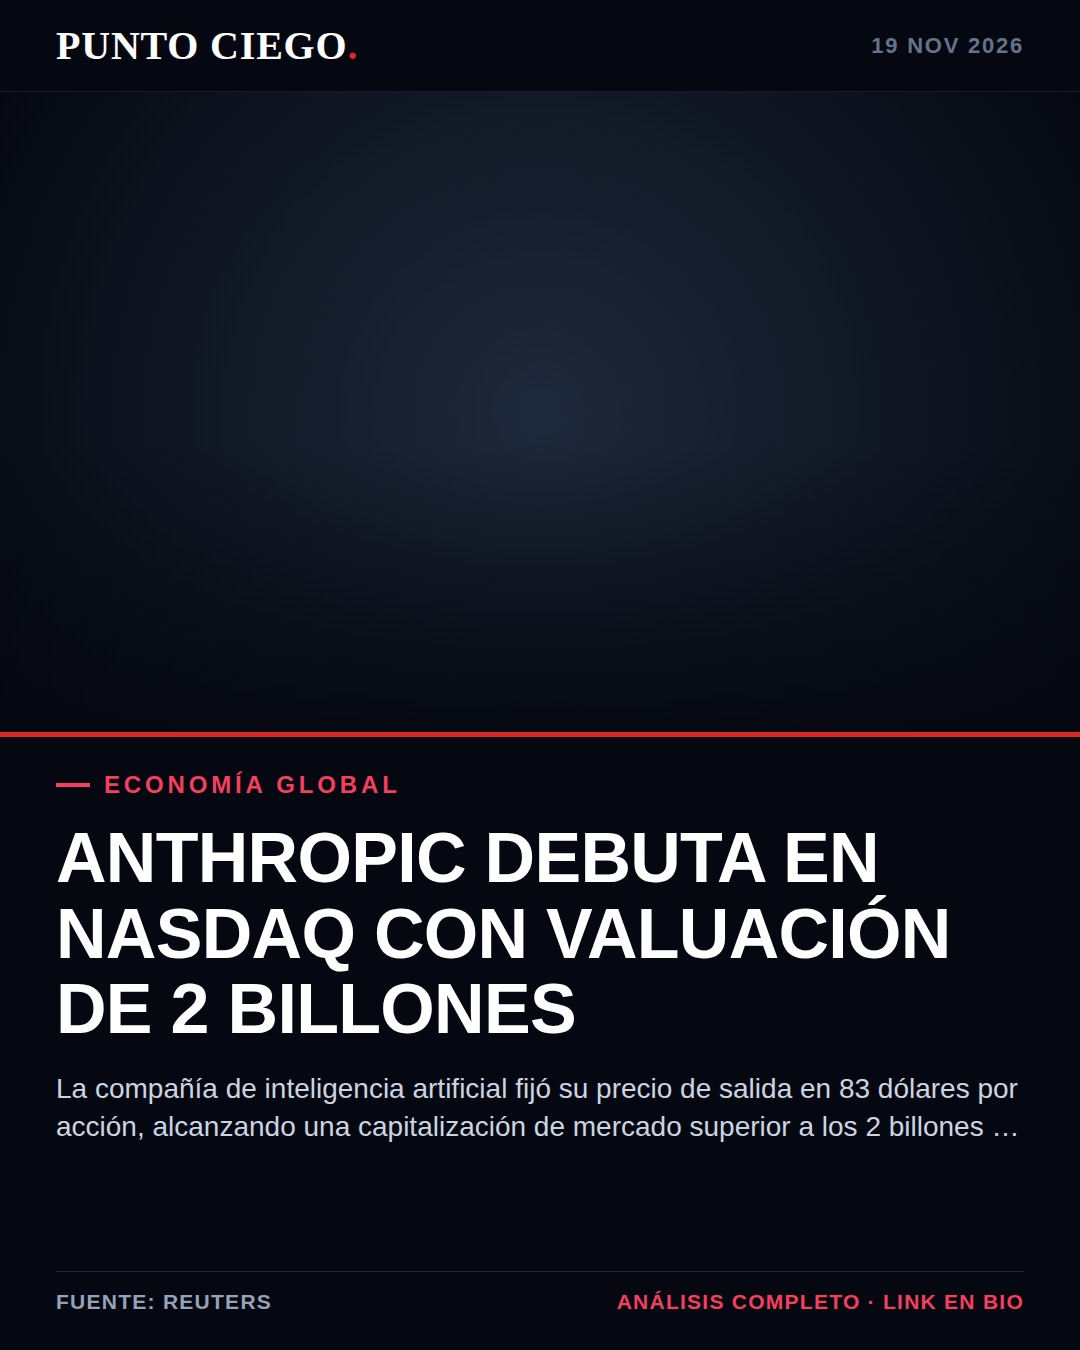 PUNTO CIEGO.
19 NOV 2026
ECONOMÍA GLOBAL
ANTHROPIC DEBUTA EN
NASDAQ CON VALUACIÓN
DE 2 BILLONES
La compañía de inteligencia artificial fijó su precio de salida en 83 dólares por
acción, alcanzando una capitalización de mercado superior a los 2 billones …
FUENTE: REUTERS
ANÁLISIS COMPLETO · LINK EN BIO